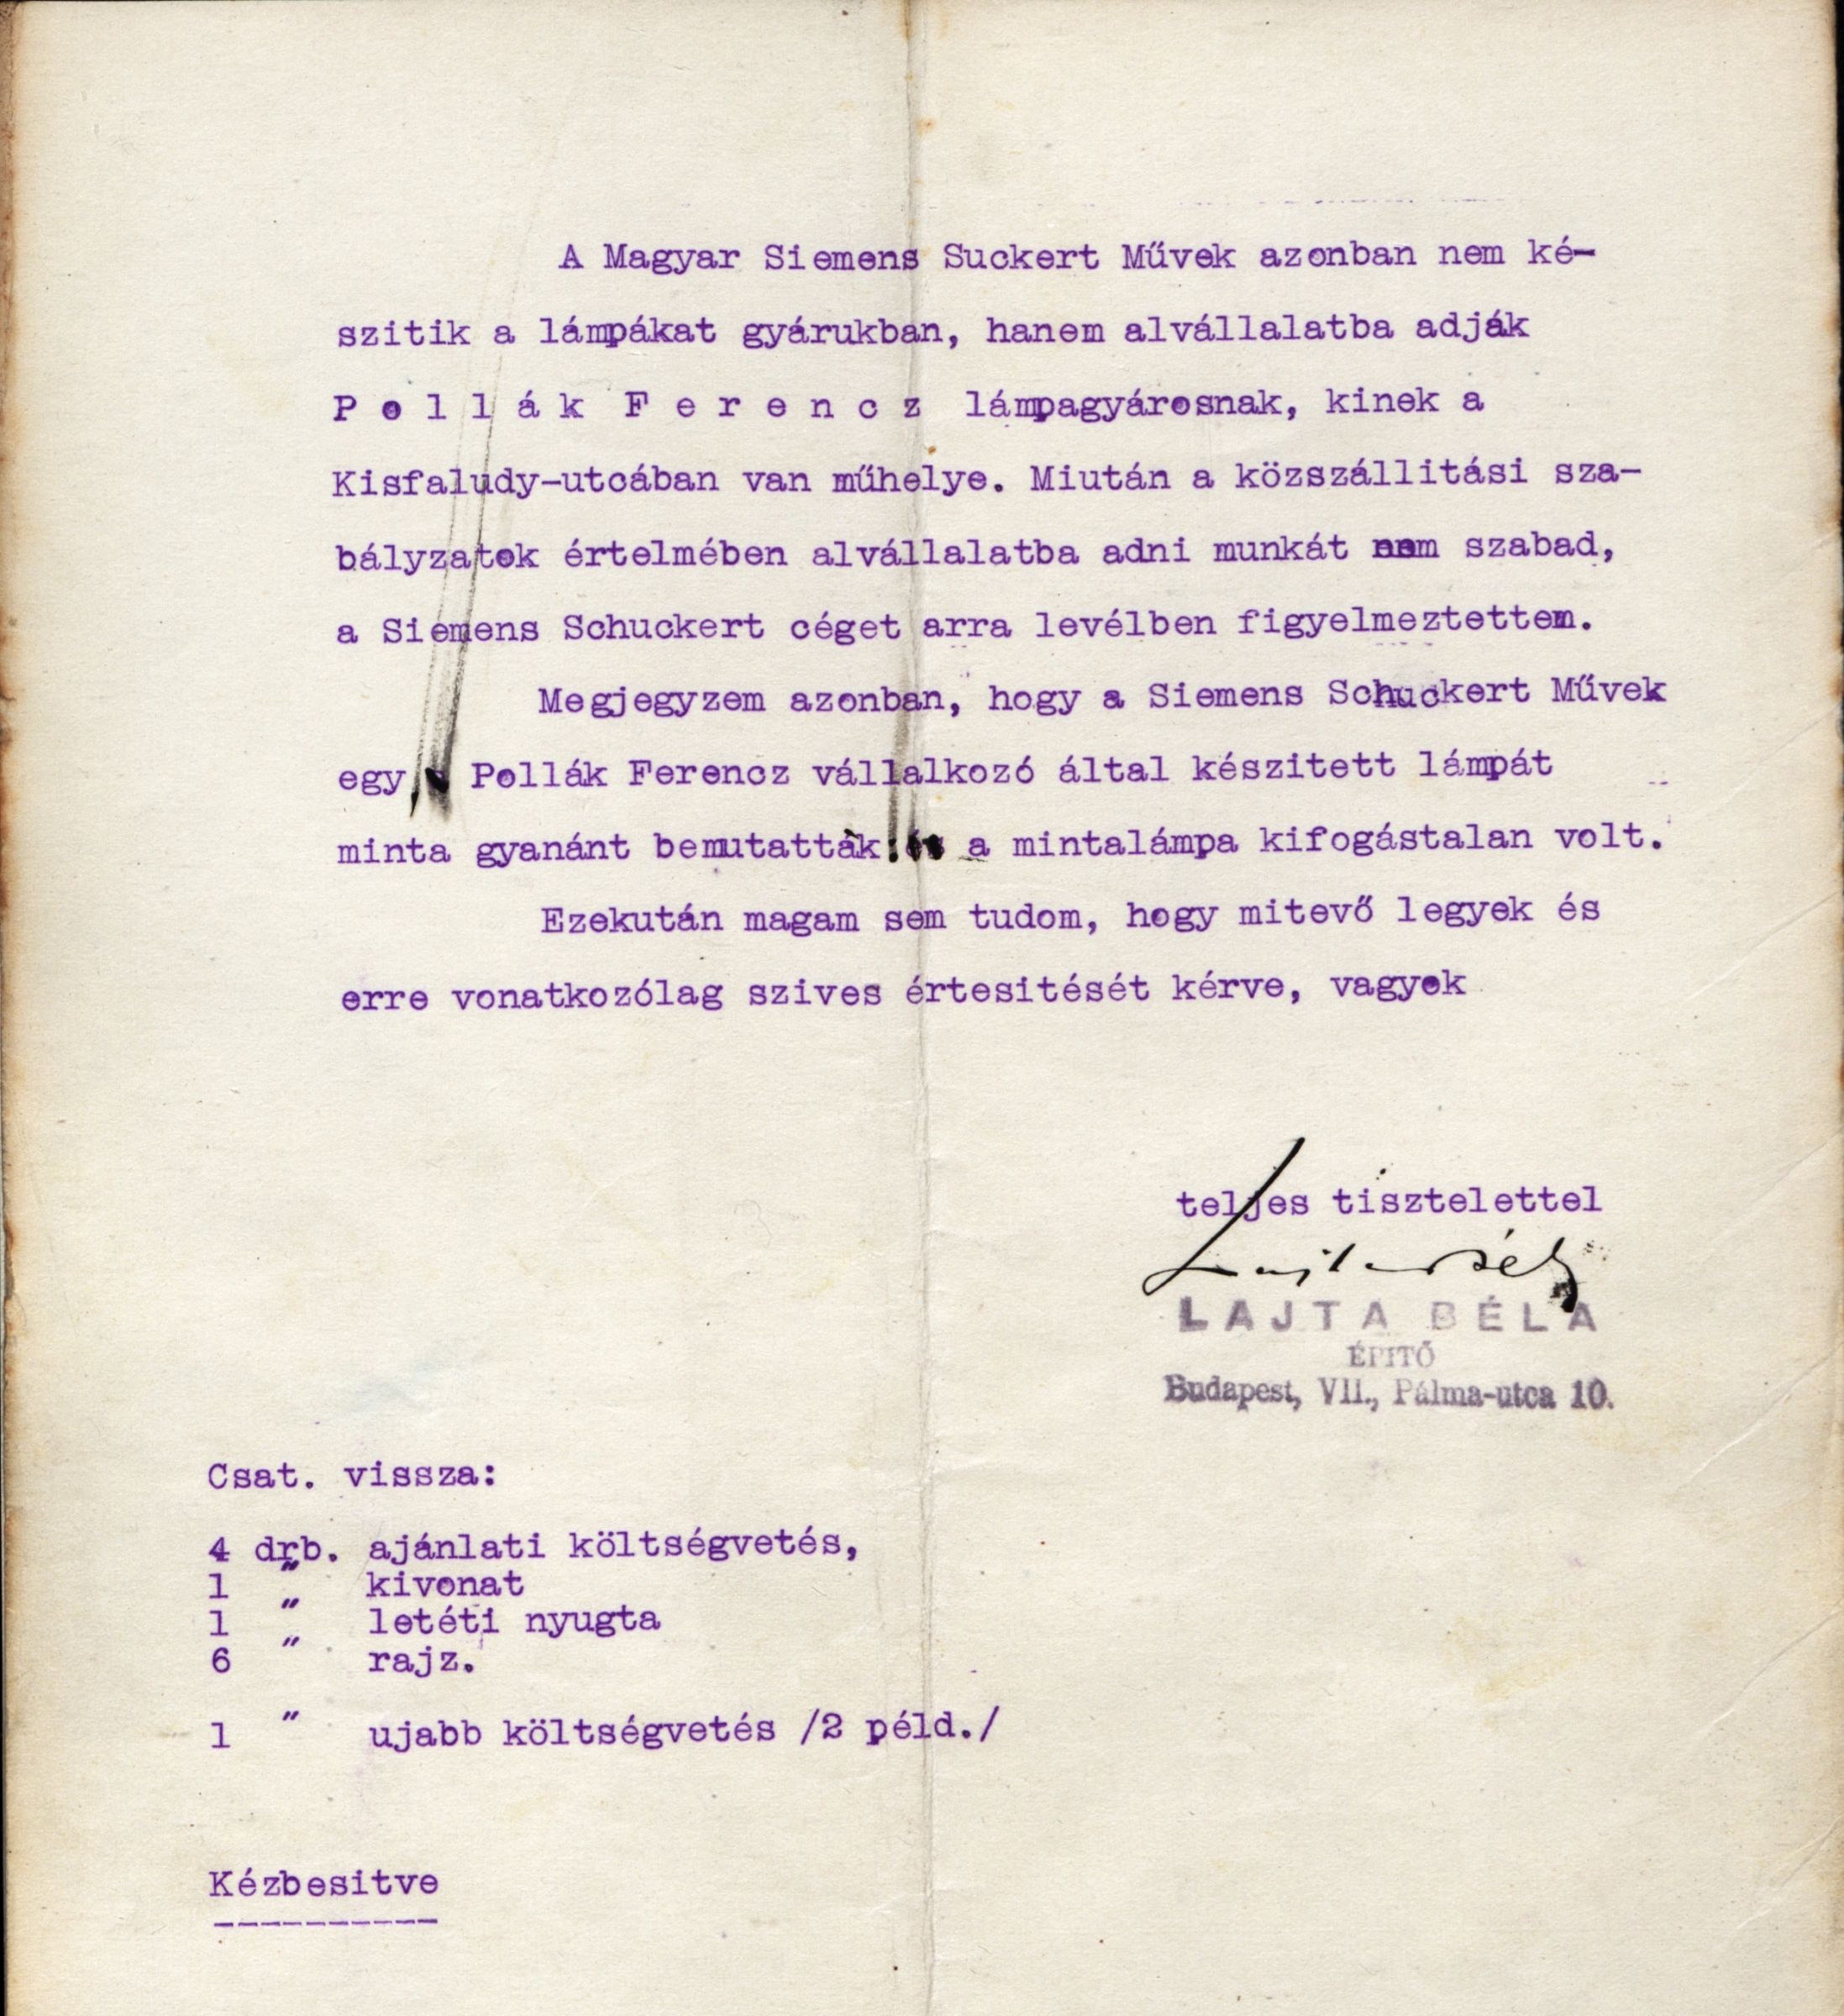 A Magyar Siemens Suckert Művek azonban nem ké-
szitik a lámpákat gyárukban, hanem alvállalatba adják
P o l l á k F e r e n c z lámpagyárosnak, kinek a
Kisfaludy-utcában van műhelye. Miután a közszállitási sza-
bályzatok értelmében alvállalatba adni munkát nem szabad,
a Siemens Schuckert céget arra levélben figyelmeztettem.
Megjegyzem azonban, hogy a Siemens Schuckert Művek
egy Pollák Ferencz vállalkozó által készitett lámpát
minta gyanánt bemutatták a mintalámpa kifogástalan volt.
Ezekután magam sem tudom, hogy mitevő legyek és
erre vonatkozólag szives értesitését kérve, vagyok
teljes tisztelettel
Lajta Béla
LAJTA BÉLA
ÉPITŐ
Budapest, VII., Pálma-utca 10.
Csat. vissza:
4 drb. ajánlati költségvetés,
1 " kivonat
1 " letéti nyugta
6 " rajz.
1 " ujabb költségvetés /2 péld./
Kézbesitve